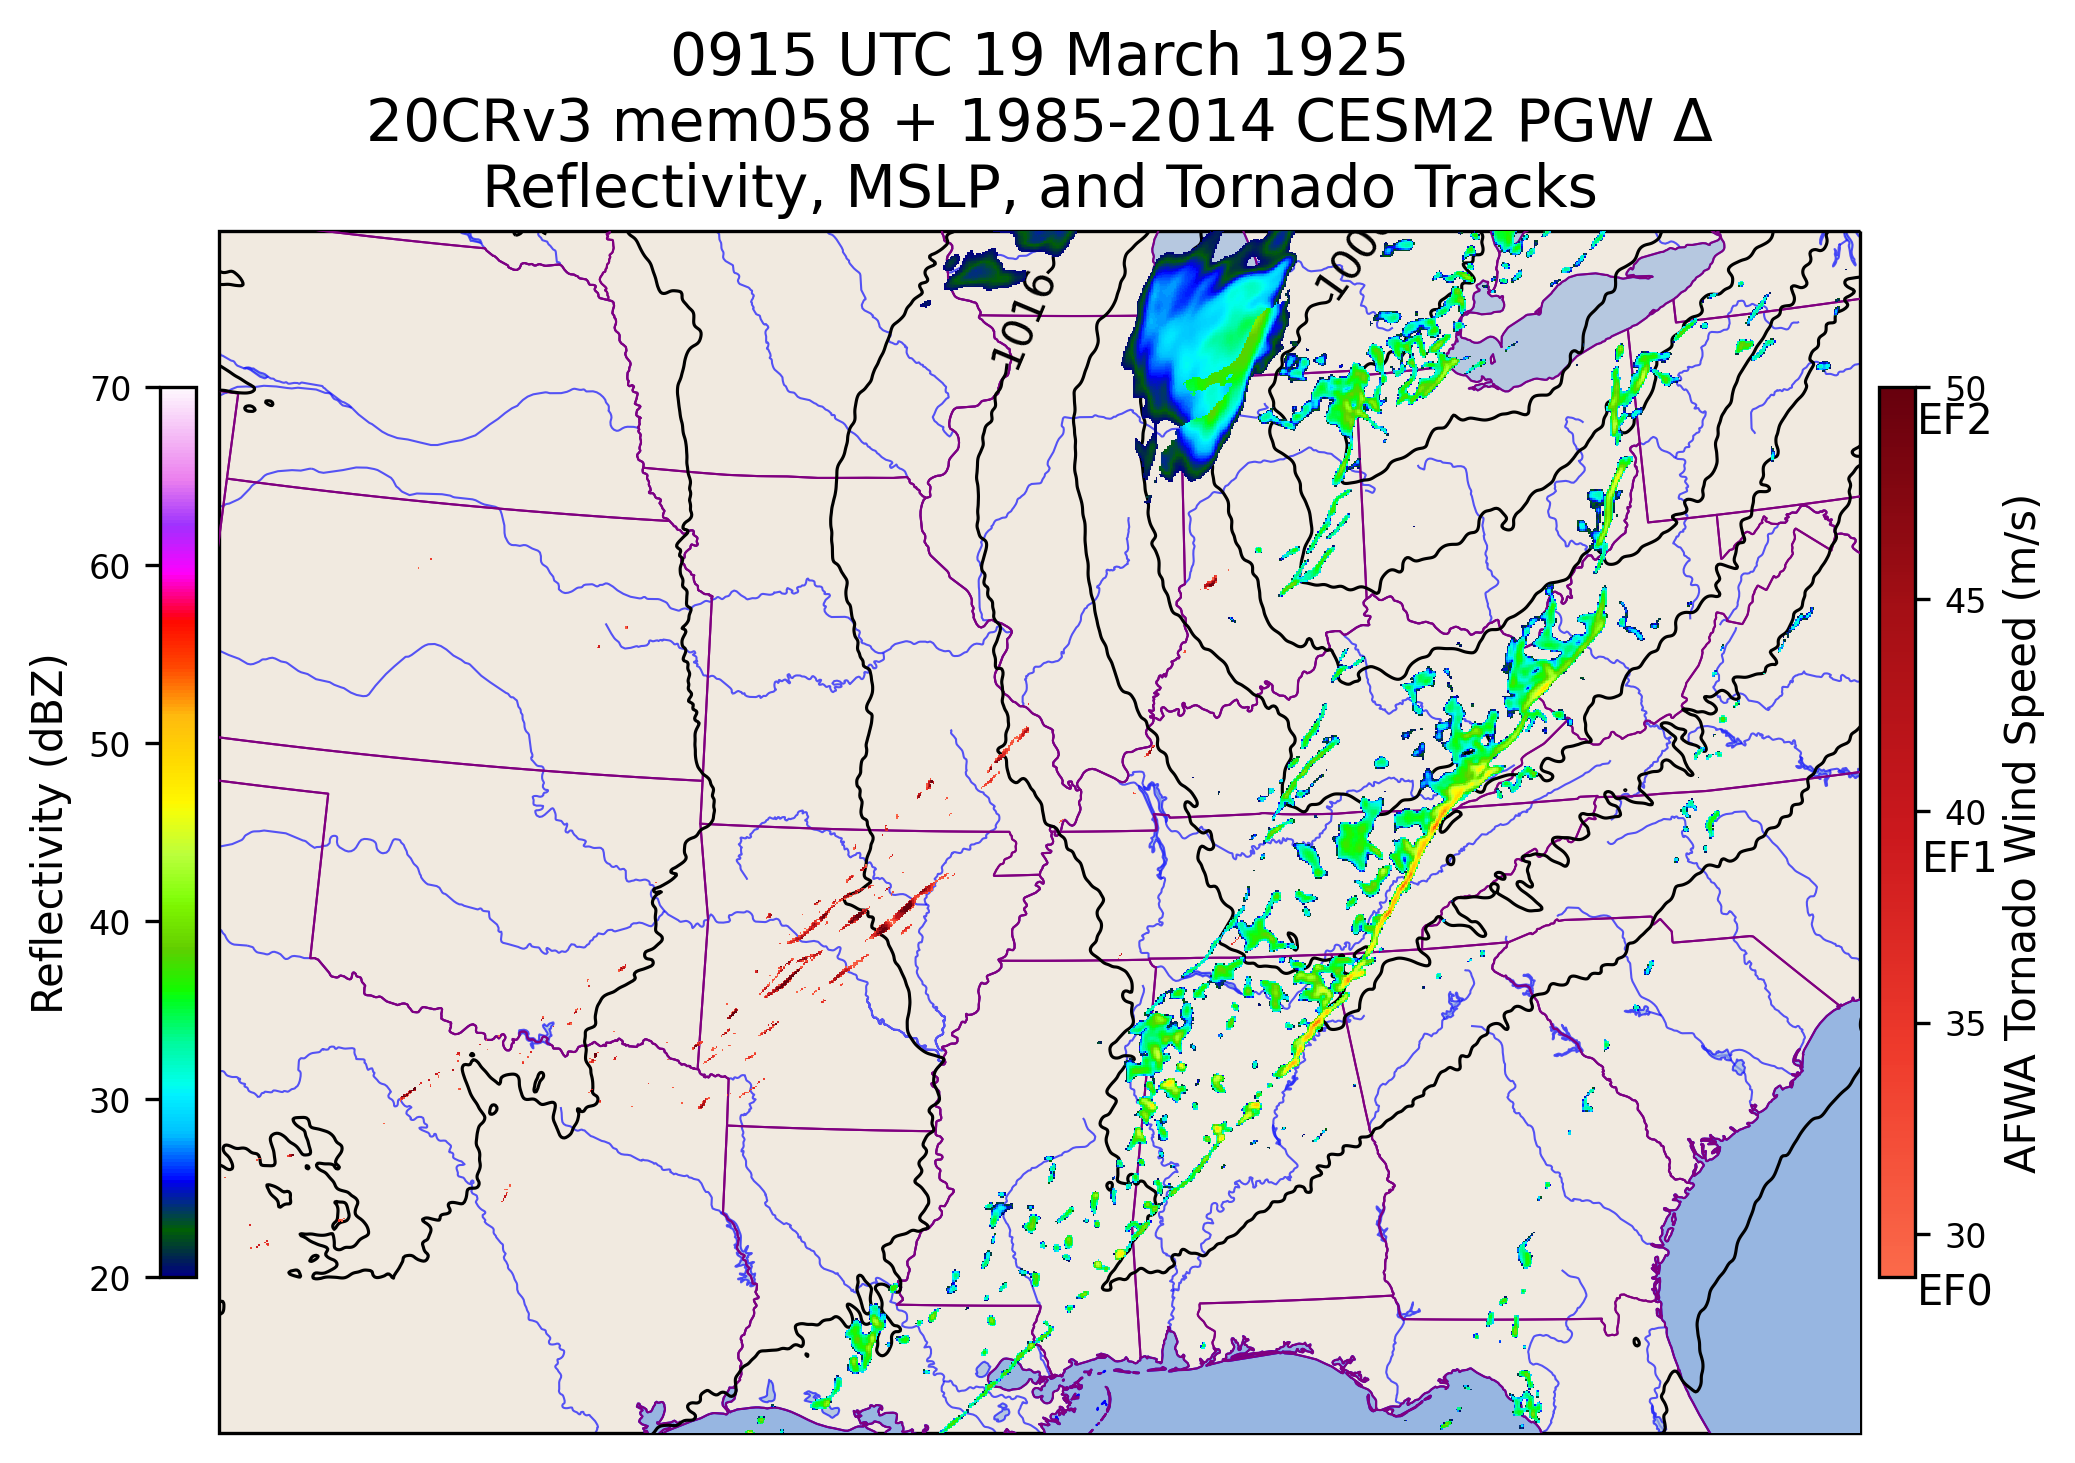 0915 UTC 19 March 1925
20CRv3 mem058 + 1985-2014 CESM2 PGW Δ
Reflectivity, MSLP, and Tornado Tracks
1016
100
70
60
50
40
30
20
Reflectivity (dBZ)
50
EF2
45
40
EF1
35
30
EF0
AFWA Tornado Wind Speed (m/s)